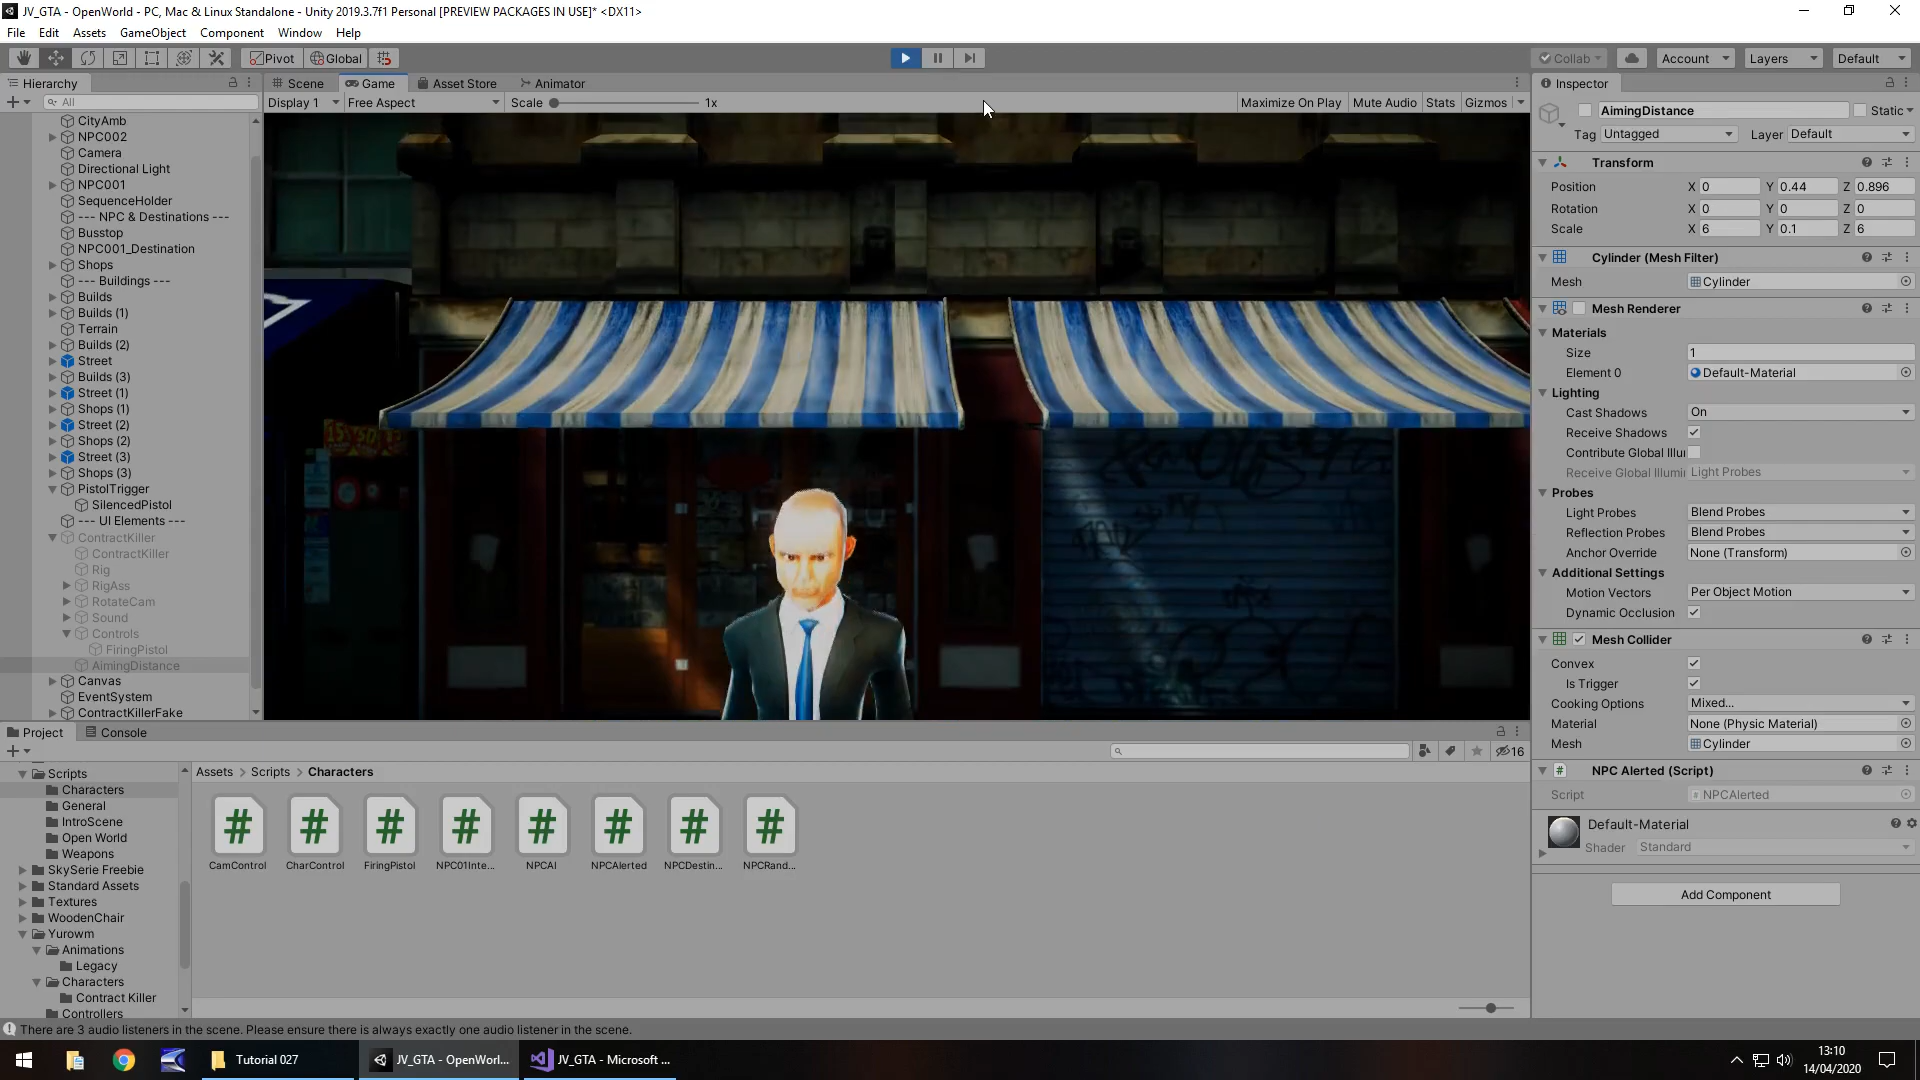 JV_GTA - OpenWorld - PC, Mac & Linux Standalone - Unity 2019.3.7f1 Personal [PREVIEW PACKAGES IN USE]* <DX11>
File Edit Assets GameObject Component Window Help
Pivot Global Collab Account Layers Default
Hierarchy Scene Game Asset Store Animator Inspector
All Display 1 Free Aspect Scale 1x Maximize On Play Mute Audio Stats Gizmos
CityAmb
NPC002
Camera
Directional Light
NPC001
SequenceHolder
--- NPC & Destinations ---
Busstop
NPC001_Destination
Shops
--- Buildings ---
Builds
Builds (1)
Terrain
Builds (2)
Street
Builds (3)
Street (1)
Shops (1)
Street (2)
Shops (2)
Street (3)
Shops (3)
PistolTrigger
SilencedPistol
--- UI Elements ---
ContractKiller
ContractKiller
Rig
RigAss
RotateCam
Sound
Controls
FiringPistol
AimingDistance
Canvas
EventSystem
ContractKillerFake
AimingDistance Static
Tag Untagged Layer Default
Transform
Position X 0 Y 0.44 Z 0.896
Rotation X 0 Y 0 Z 0
Scale X 6 Y 0.1 Z 6
Cylinder (Mesh Filter)
Mesh Cylinder
Mesh Renderer
Materials
Size 1
Element 0 Default-Material
Lighting
Cast Shadows On
Receive Shadows
Contribute Global Illu
Receive Global Illumi Light Probes
Probes
Light Probes Blend Probes
Reflection Probes Blend Probes
Anchor Override None (Transform)
Additional Settings
Motion Vectors Per Object Motion
Dynamic Occlusion
Mesh Collider
Convex
Is Trigger
Cooking Options Mixed...
Material None (Physic Material)
Mesh Cylinder
NPC Alerted (Script)
Script NPCAlerted
Default-Material
Shader Standard
Add Component
Project Console
16
Scripts
Characters
General
IntroScene
Open World
Weapons
SkySerie Freebie
Standard Assets
Textures
WoodenChair
Yurowm
Animations
Legacy
Characters
Contract Killer
Controllers
Assets > Scripts > Characters
CamControl CharControl FiringPistol NPC01Inte... NPCAI NPCAlerted NPCDestin... NPCRand...
There are 3 audio listeners in the scene. Please ensure there is always exactly one audio listener in the scene.
Tutorial 027 JV_GTA - OpenWorl... JV_GTA - Microsoft ...
13:10
14/04/2020